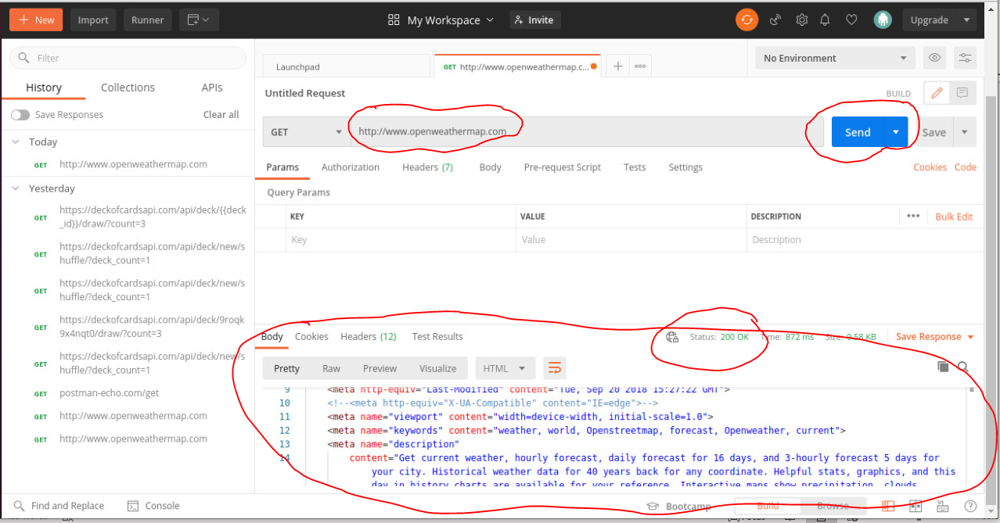 New
Import
Runner
My Workspace
Invite
Upgrade
Filter
History
Collections
APIs
Save Responses
Clear all
Today
GET http://www.openweathermap.com
Yesterday
GET https://deckofcardsapi.com/api/deck/{{deck
_id}}/draw/?count=3
GET https://deckofcardsapi.com/api/deck/new/s
huffle/?deck_count=1
GET https://deckofcardsapi.com/api/deck/new/s
huffle/?deck_count=1
GET https://deckofcardsapi.com/api/deck/9roqk
9x4nqt0/draw/?count=3
GET https://deckofcardsapi.com/api/deck/new/s
huffle/?deck_count=1
GET postman-echo.com/get
GET http://www.openweathermap.com
GET http://www.openweathermap.com
Launchpad
GET http://www.openweathermap.c...
No Environment
Untitled Request
BUILD
GET
http://www.openweathermap.com
Send
Save
Params Authorization Headers (7) Body Pre-request Script Tests Settings
Cookies Code
Query Params
KEY VALUE DESCRIPTION
Bulk Edit
Key Value Description
Body Cookies Headers (12) Test Results
Status: 200 OK Time: 872 ms Size: 9.58 KB
Save Response
Pretty Raw Preview Visualize HTML
9 <meta http-equiv="Last-Modified" content="Tue, Sep 20 2018 15:27:22 GMT">
10 <!--<meta http-equiv="X-UA-Compatible" content="IE=edge">-->
11 <meta name="viewport" content="width=device-width, initial-scale=1.0">
12 <meta name="keywords" content="weather, world, Openstreetmap, forecast, Openweather, current">
13 <meta name="description"
14 content="Get current weather, hourly forecast, daily forecast for 16 days, and 3-hourly forecast 5 days for
your city. Historical weather data for 40 years back for any coordinate. Helpful stats, graphics, and this
day in history charts are available for your reference. Interactive maps show precipitation, clouds,
Find and Replace
Console
Bootcamp
Build
Browse